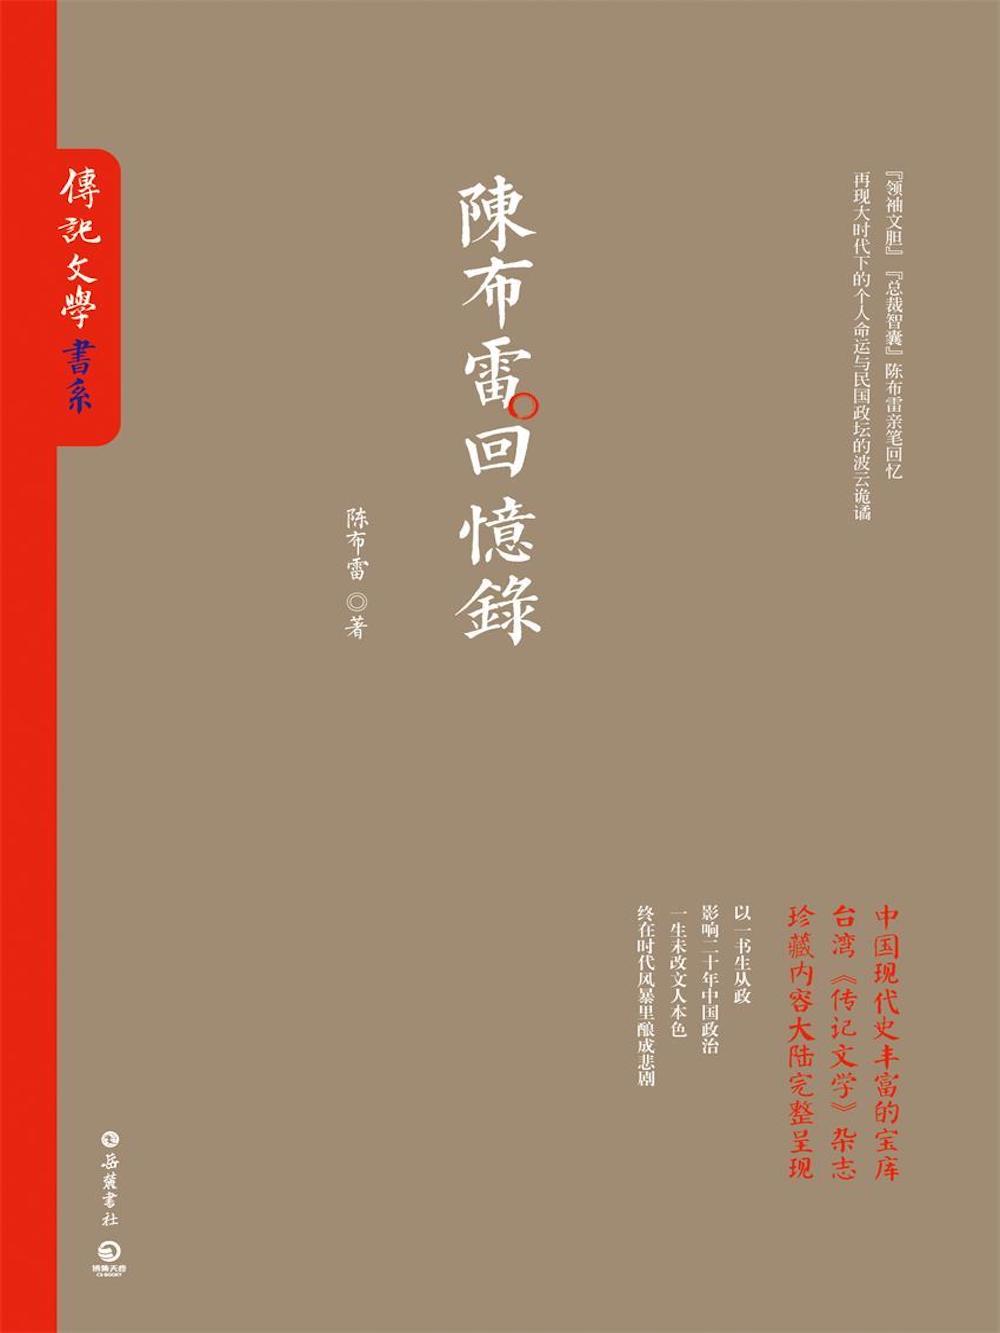 『领袖文胆』『总裁智囊』陈布雷亲笔回忆
再现大时代下的个人命运与民国政坛的波云诡谲
陳布雷回憶錄
陈布雷◎著
傳記文學書系
中国现代史丰富的宝库
台湾《传记文学》杂志
珍藏内容大陆完整呈现
以一书生从政
影响二十年中国政治
一生未改文人本色
终在时代风暴里酿成悲剧
岳麓書社
博集天卷
CS-BOOKY